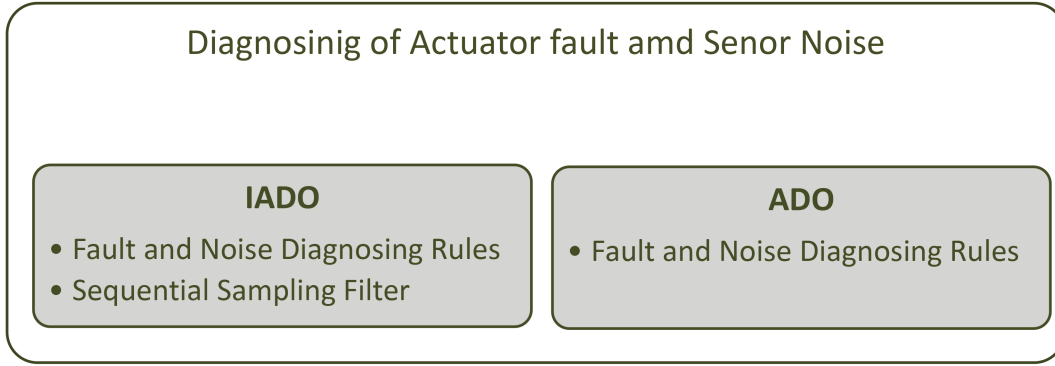 Diagnosinig of Actuator fault amd Senor Noise
IADO
• Fault and Noise Diagnosing Rules
• Sequential Sampling Filter
ADO
• Fault and Noise Diagnosing Rules